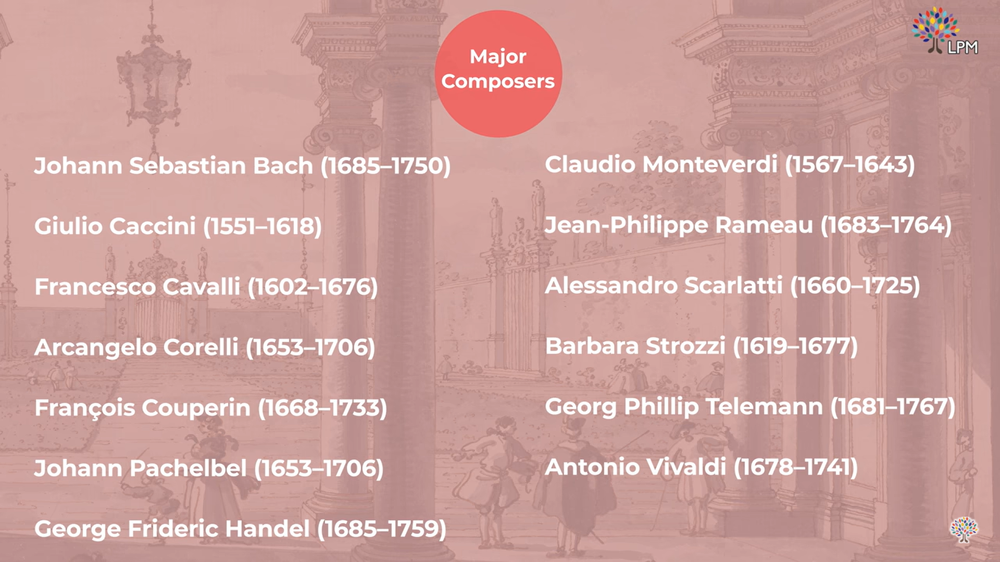 Major
Composers
LPM
Johann Sebastian Bach (1685–1750)
Giulio Caccini (1551–1618)
Francesco Cavalli (1602–1676)
Arcangelo Corelli (1653–1706)
François Couperin (1668–1733)
Johann Pachelbel (1653–1706)
George Frideric Handel (1685–1759)
Claudio Monteverdi (1567–1643)
Jean-Philippe Rameau (1683–1764)
Alessandro Scarlatti (1660–1725)
Barbara Strozzi (1619–1677)
Georg Phillip Telemann (1681–1767)
Antonio Vivaldi (1678–1741)